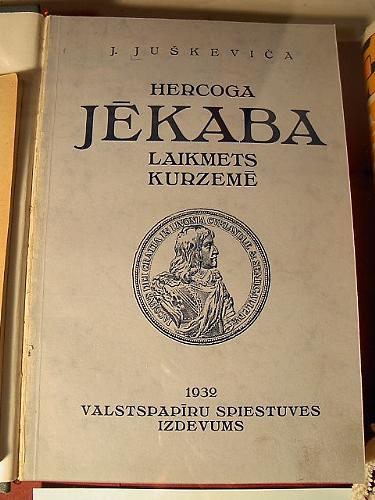 J. JUŠKEVIČA
HERCOGA
JĒKABA
LAIKMETS
KURZEMĒ
1932
VALSTSPAPĪRU SPIESTUVES
IZDEVUMS